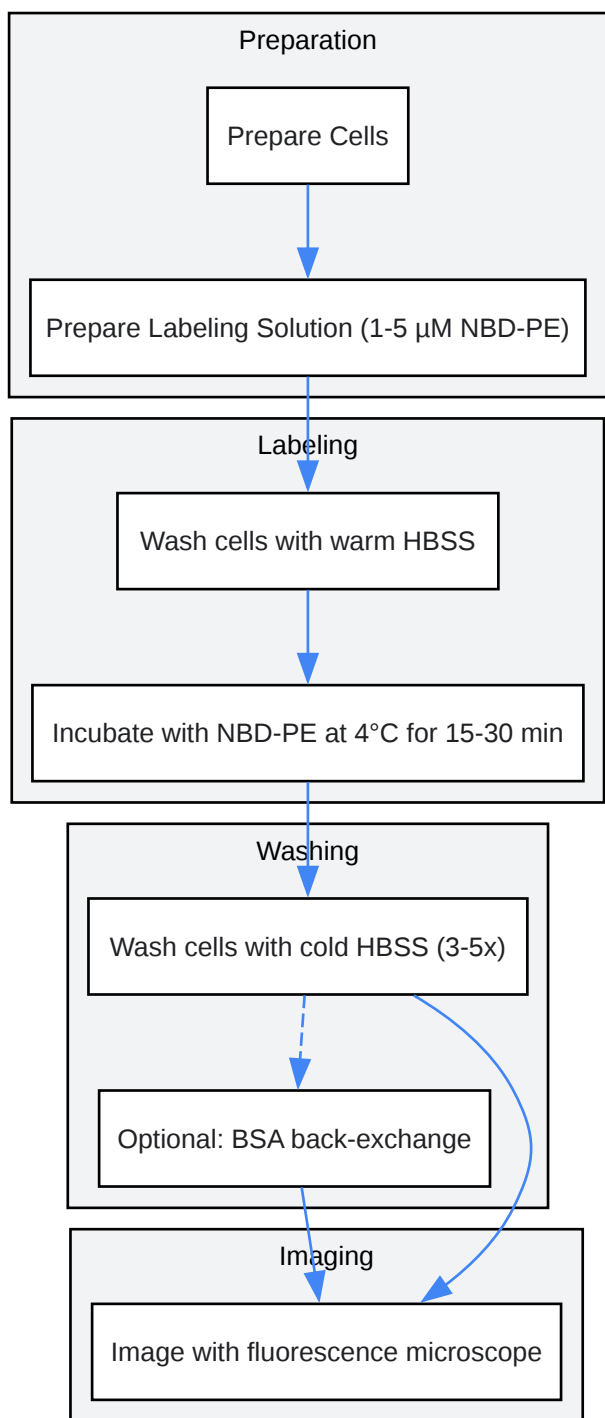 Preparation
Prepare Cells
Prepare Labeling Solution (1-5 µM NBD-PE)
Labeling
Wash cells with warm HBSS
Incubate with NBD-PE at 4°C for 15-30 min
Washing
Wash cells with cold HBSS (3-5x)
Optional: BSA back-exchange
Imaging
Image with fluorescence microscope